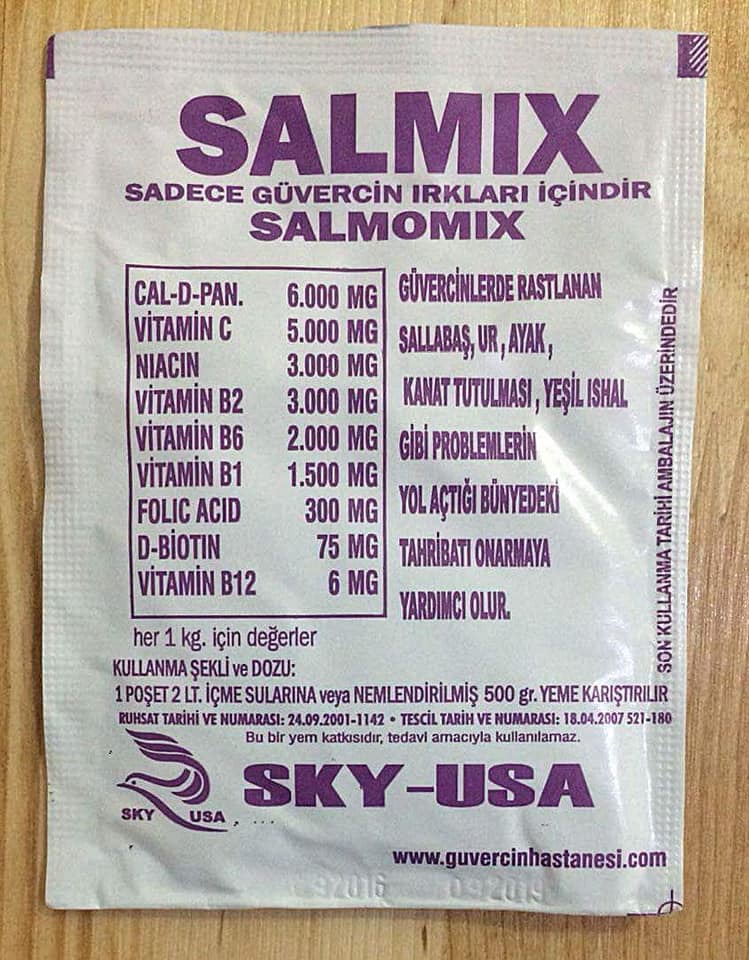 SALMIX
SADECE GÜVERCİN IRKLARI İÇİNDİR
SALMOMIX
CAL-D-PAN. 6.000 MG
VİTAMİN C 5.000 MG
NIACIN 3.000 MG
VİTAMİN B2 3.000 MG
VİTAMİN B6 2.000 MG
VİTAMİN B1 1.500 MG
FOLIC ACID 300 MG
D-BİOTIN 75 MG
VİTAMİN B12 6 MG
GÜVERCİNLERDE RASTLANAN
SALLABAŞ, UR, AYAK,
KANAT TUTULMASI, YEŞİL ISHAL
GİBİ PROBLEMLERİN
YOL AÇTIĞI BÜNYEDEKİ
TAHRİBATI ONARMAYA
YARDIMCI OLUR.
SON KULLANMA TARİHİ AMBALAJIN ÜZERİNDEDİR
her 1 kg. için değerler
KULLANMA ŞEKLİ ve DOZU:
1 POŞET 2 LT. İÇME SULARINA veya NEMLENDİRİLMİŞ 500 gr. YEME KARIŞTIRILIR
RUHSAT TARİHİ VE NUMARASI: 24.09.2001-1142 • TESCİL TARİH VE NUMARASI: 18.04.2007 521-180
Bu bir yem katkısıdır, tedavi amacıyla kullanılamaz.
SKY USA
SKY-USA
www.guvercinhastanesi.com
092019